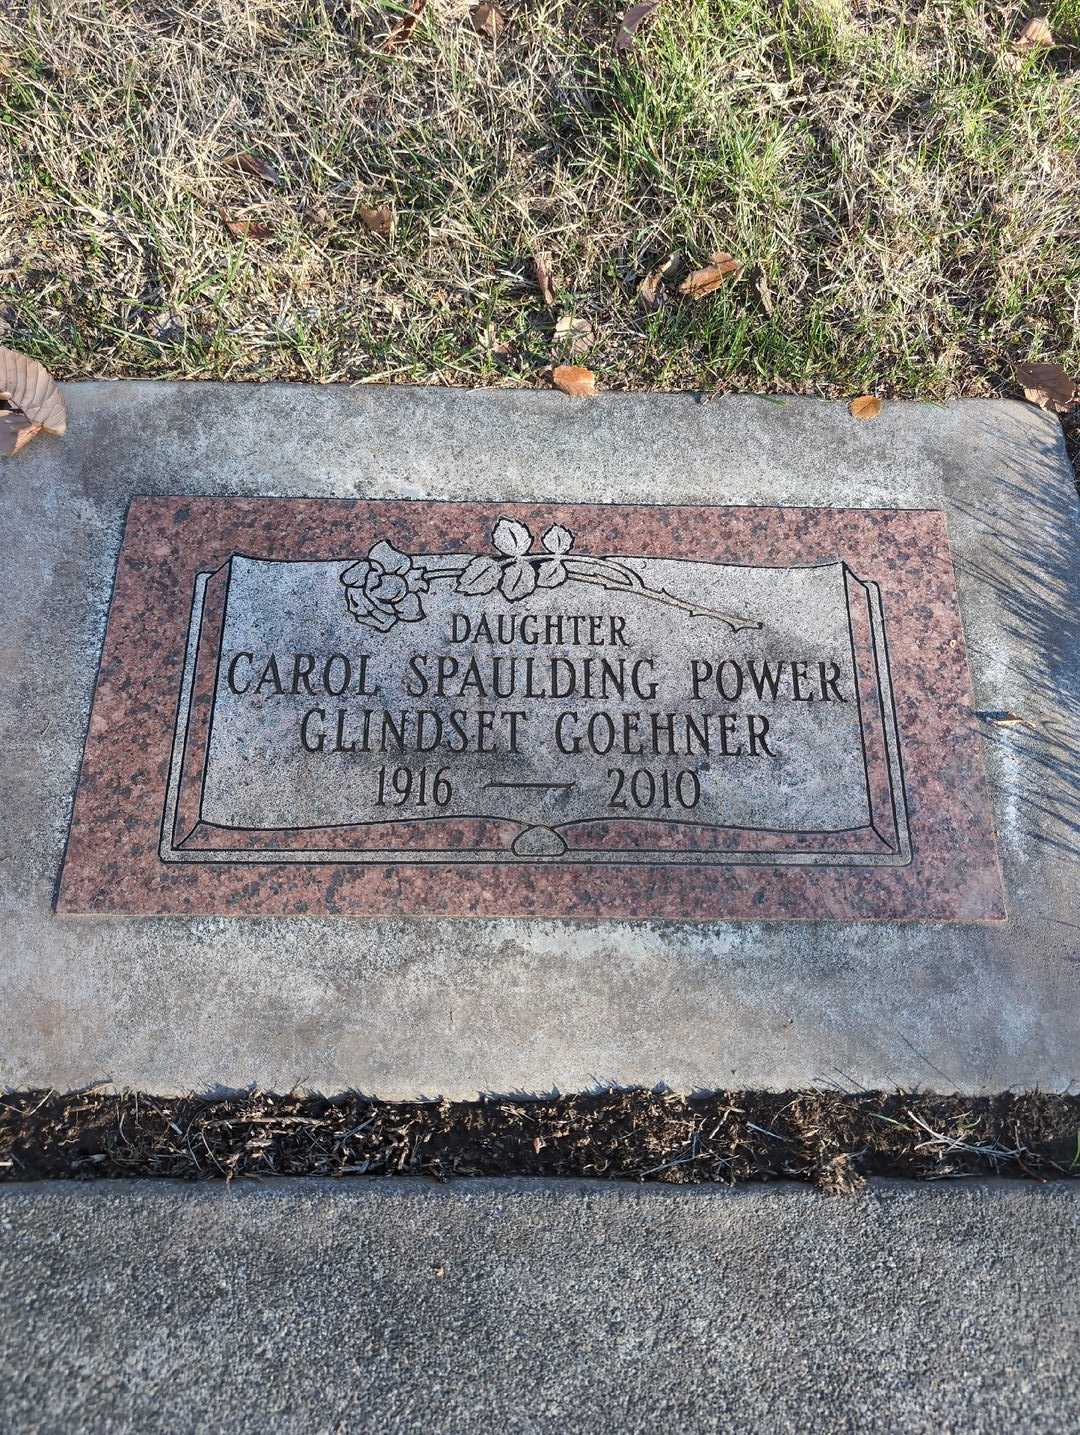 DAUGHTER
CAROL SPAULDING POWER
GLINDSET GOEHNER
1916 — 2010